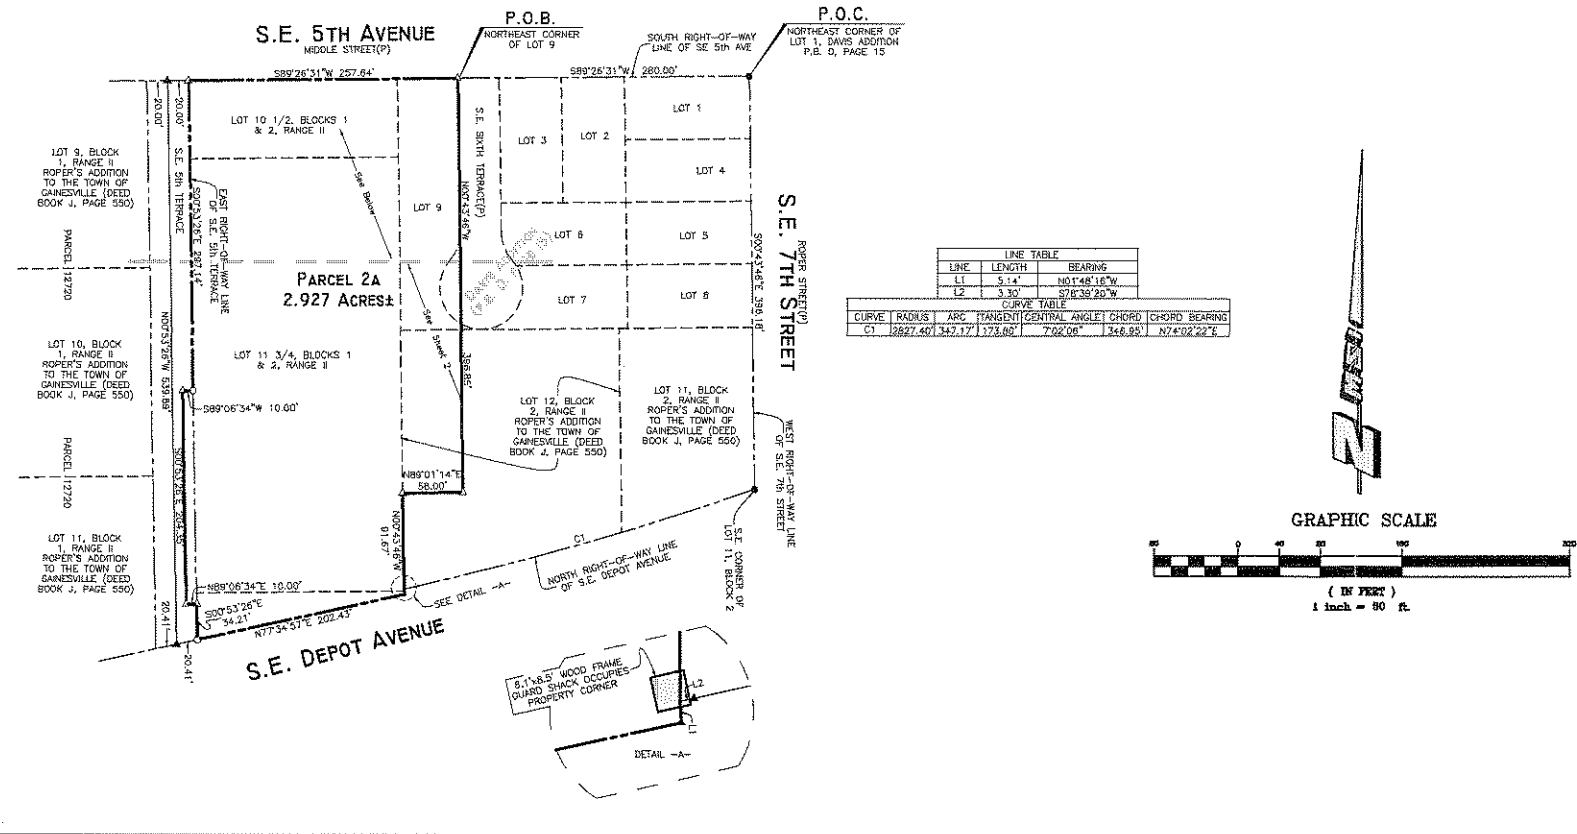 S.E. 5TH AVENUE
MIDDLE STREET(P)
P.O.B.
NORTHEAST CORNER
OF LOT 9
SOUTH RIGHT-OF-WAY
LINE OF SE 5th AVE
P.O.C.
NORTHEAST CORNER OF
LOT 1, DAVIS ADDITION
P.B. D, PAGE 15
S89°26'31"W 257.64'
S89°26'31"W 280.00'
20.00'
20.00'
LOT 10 1/2, BLOCKS 1
& 2, RANGE II
See Below
LOT 9
S.E. SIXTH TERRACE(P)
N00°43'46"W
396.85'
LOT 3
LOT 2
LOT 1
LOT 4
LOT 6
LOT 5
LOT 7
LOT 8
LOT 9, BLOCK
1, RANGE II
ROPER'S ADDITION
TO THE TOWN OF
GAINESVILLE (DEED
BOOK J, PAGE 550)
S.E. 5th TERRACE
S00°53'26"E 287.14'
EAST RIGHT-OF-WAY LINE
OF S.E. 5th TERRACE
PARCEL 12720
PARCEL 2A
2.927 ACRES±
See Sheet 2
S.E. 7TH STREET
ROPER STREET(P)
S00°43'46"E 398.18'
LOT 10, BLOCK
1, RANGE II
ROPER'S ADDITION
TO THE TOWN OF
GAINESVILLE (DEED
BOOK J, PAGE 550)
N00°53'26"W 539.89'
LOT 11 3/4, BLOCKS 1
& 2, RANGE II
S89°06'34"W 10.00'
S00°53'26"E 204.35'
LOT 12, BLOCK
2, RANGE II
ROPER'S ADDITION
TO THE TOWN OF
GAINESVILLE (DEED
BOOK J, PAGE 550)
LOT 11, BLOCK
2, RANGE II
ROPER'S ADDITION
TO THE TOWN OF
GAINESVILLE (DEED
BOOK J, PAGE 550)
WEST RIGHT-OF-WAY LINE
OF S.E. 7th STREET
PARCEL 12720
N89°01'14"E
58.00'
N00°43'46"W
91.67'
LOT 11, BLOCK
1, RANGE II
ROPER'S ADDITION
TO THE TOWN OF
GAINESVILLE (DEED
BOOK J, PAGE 550)
N89°06'34"E 10.00'
S00°53'26"E
34.21'
N77°34'57"E 202.43'
20.41'
20.41'
C1
SEE DETAIL -A-
NORTH RIGHT-OF-WAY LINE
OF S.E. DEPOT AVENUE
S.E. CORNER OF
LOT 11, BLOCK 2
S.E. DEPOT AVENUE
8.1'x8.5' WOOD FRAME
GUARD SHACK OCCUPIES
PROPERTY CORNER
L2
L1
DETAIL -A-
LINE TABLE
LINE LENGTH BEARING
L1 5.14' N01°48'16"W
L2 3.30' S78°39'20"W
CURVE TABLE
CURVE RADIUS ARC TANGENT CENTRAL ANGLE CHORD CHORD BEARING
C1 2827.40' 347.17' 173.80' 7°02'06" 346.95' N74°02'22"E
N
GRAPHIC SCALE
80 0 40 80 160 320
( IN FEET )
1 inch = 80 ft.